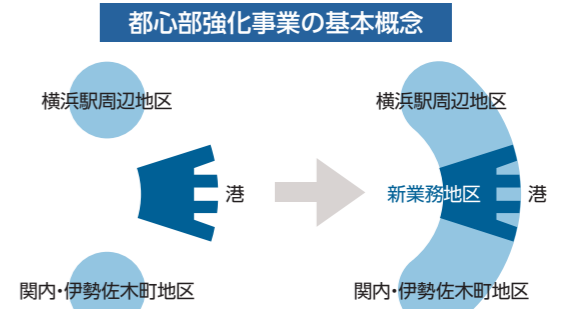 都心部強化事業の基本概念
横浜駅周辺地区
横浜駅周辺地区
港
新業務地区
港
関内・伊勢佐木町地区
関内・伊勢佐木町地区